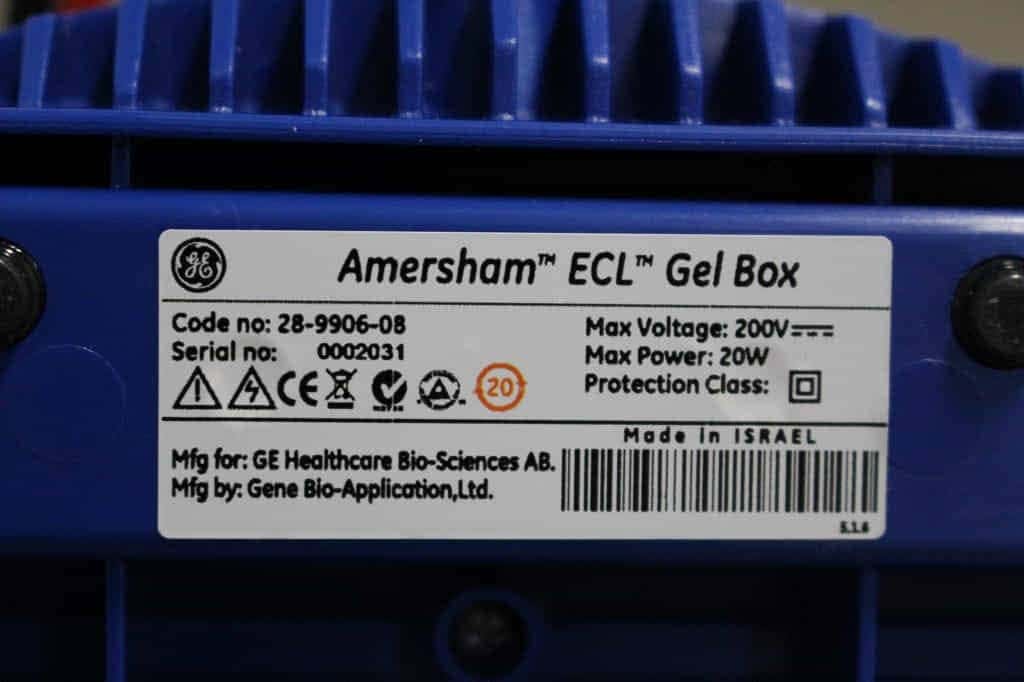 GE
Amersham™ ECL™ Gel Box
Code no: 28-9906-08
Serial no: 0002031
Max Voltage: 200V
Max Power: 20W
Protection Class:
CE
20
Made in ISRAEL
Mfg for: GE Healthcare Bio-Sciences AB.
Mfg by: Gene Bio-Application,Ltd.
5.1.6